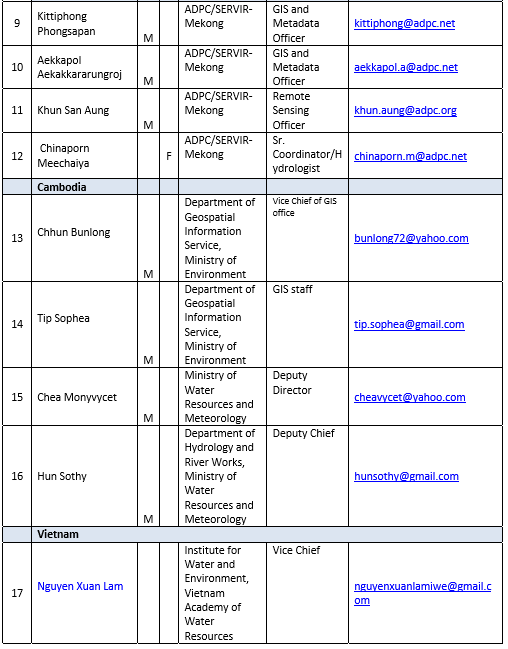 9
Kittiphong
Phongsapan
M
ADPC/SERVIR-
Mekong
GIS and
Metadata
Officer
kittiphong@adpc.net
10
Aekkapol
Aekakkararungroj
M
ADPC/SERVIR-
Mekong
GIS and
Metadata
Officer
aekkapol.a@adpc.net
11
Khun San Aung
M
ADPC/SERVIR-
Mekong
Remote
Sensing
Officer
khun.aung@adpc.org
12
Chinaporn
Meechaiya
F
ADPC/SERVIR-
Mekong
Sr.
Coordinator/H
ydrologist
chinaporn.m@adpc.net
Cambodia
13
Chhun Bunlong
M
Department of
Geospatial
Information
Service,
Ministry of
Environment
Vice Chief of GIS
office
bunlong72@yahoo.com
14
Tip Sophea
M
Department of
Geospatial
Information
Service,
Ministry of
Environment
GIS staff
tip.sophea@gmail.com
15
Chea Monyvycet
M
Ministry of
Water
Resources and
Meteorology
Deputy
Director
cheavycet@yahoo.com
16
Hun Sothy
M
Department of
Hydrology and
River Works,
Ministry of
Water
Resources and
Meteorology
Deputy Chief
hunsothy@gmail.com
Vietnam
17
Nguyen Xuan Lam
Institute for
Water and
Environment,
Vietnam
Academy of
Water
Resources
Vice Chief
nguyenxuanlamiwe@gmail.c
om